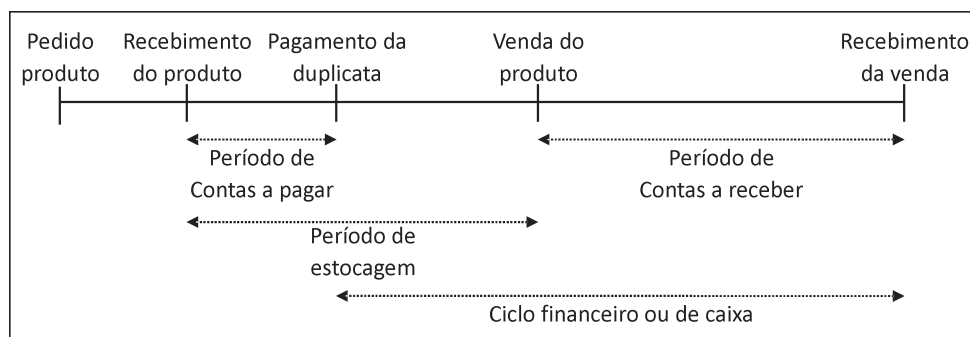 Pedido
produto
Recebimento
do produto
Pagamento da
duplicata
Venda do
produto
Recebimento
da venda
Período de
Contas a pagar
Período de
Contas a receber
Período de
estocagem
Ciclo financeiro ou de caixa